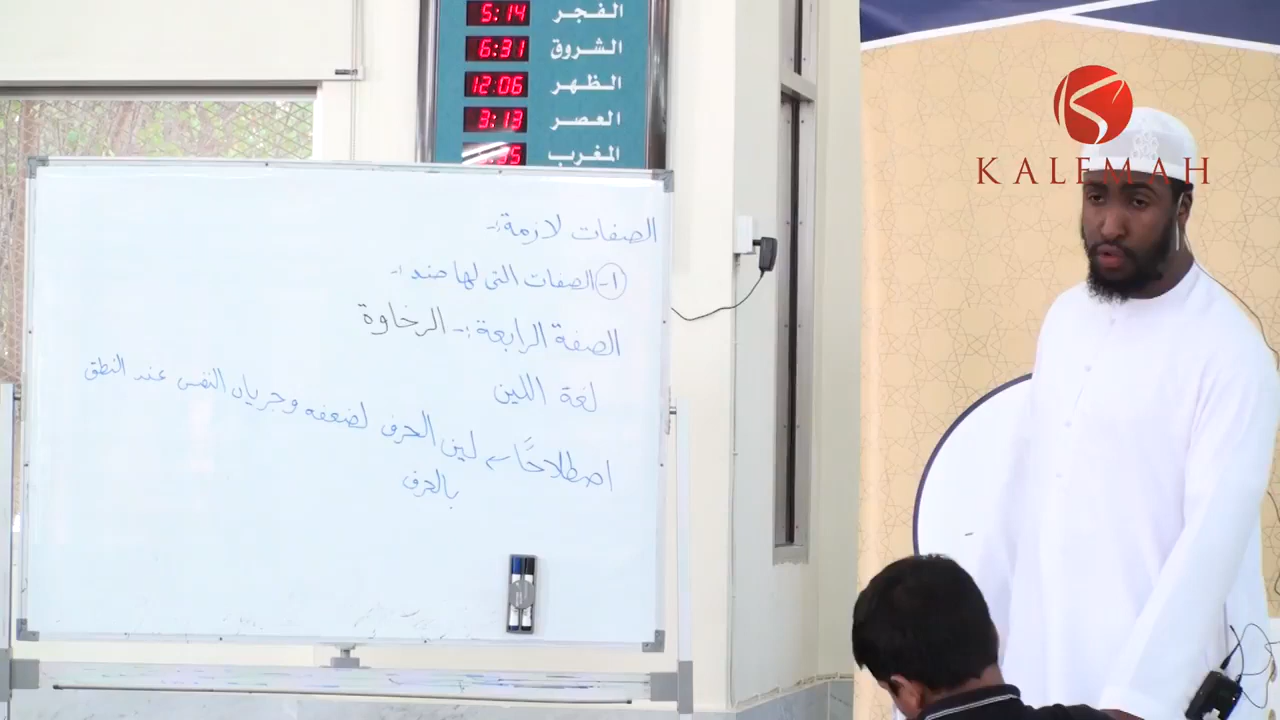 الفجر 5:14
الشروق 6:31
الظهر 12:06
العصر 3:13
المغرب
KALEMAH
الصفات لازمة:-
1- الصفات التي لها ضد :-
الصفة الرابعة :- الرخاوة
لغة اللين
اصطلاحًا لين الحرف لضعفه وجريان النفس عند النطق
بالحرف